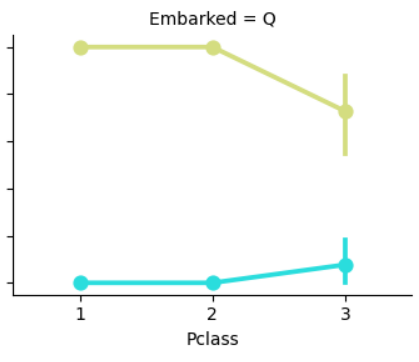 Embarked = Q
1 2 3
Pclass